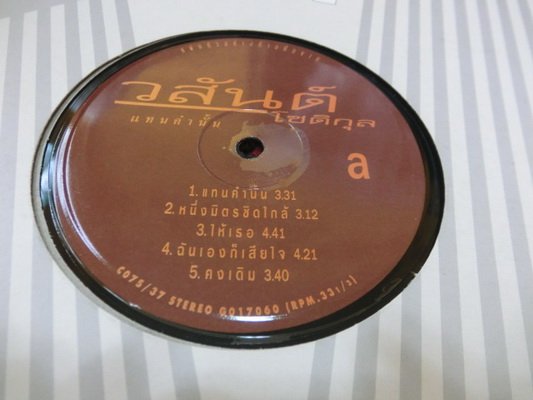 วสันต์
โชติกุล
แทนคำนั้น
a
1. แทนคำนั้น 3.31
2. หนึ่งมิตรชิดใกล้ 3.12
3. ให้เธอ 4.41
4. ฉันเองก็เสียใจ 4.21
5. คงเดิม 3.40
C075/37 STEREO G017060 (RPM.33 1/3)